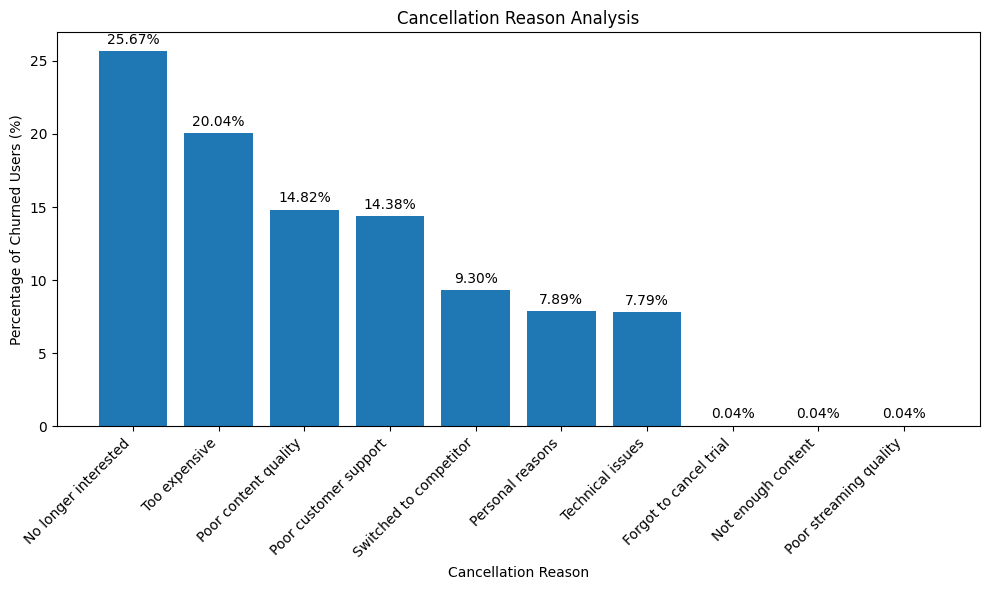 Cancellation Reason Analysis
Percentage of Churned Users (%)
25
20
15
10
5
0
25.67%
20.04%
14.82%
14.38%
9.30%
7.89%
7.79%
0.04%
0.04%
0.04%
No longer interested
Too expensive
Poor content quality
Poor customer support
Switched to competitor
Personal reasons
Technical issues
Forgot to cancel trial
Not enough content
Poor streaming quality
Cancellation Reason